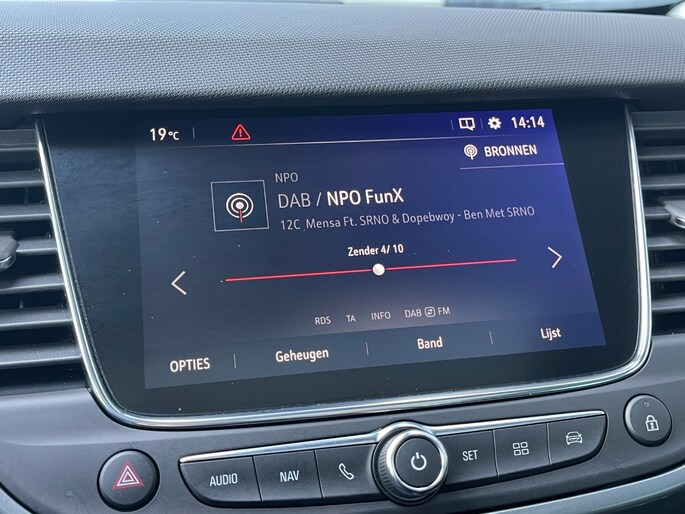 19 °C 14:14
BRONNEN
NPO
DAB / NPO FunX
12C Mensa Ft. SRNO & Dopebwoy - Ben Met SRNO
Zender 4/ 10
RDS TA INFO DAB FM
OPTIES Geheugen Band Lijst
AUDIO NAV SET